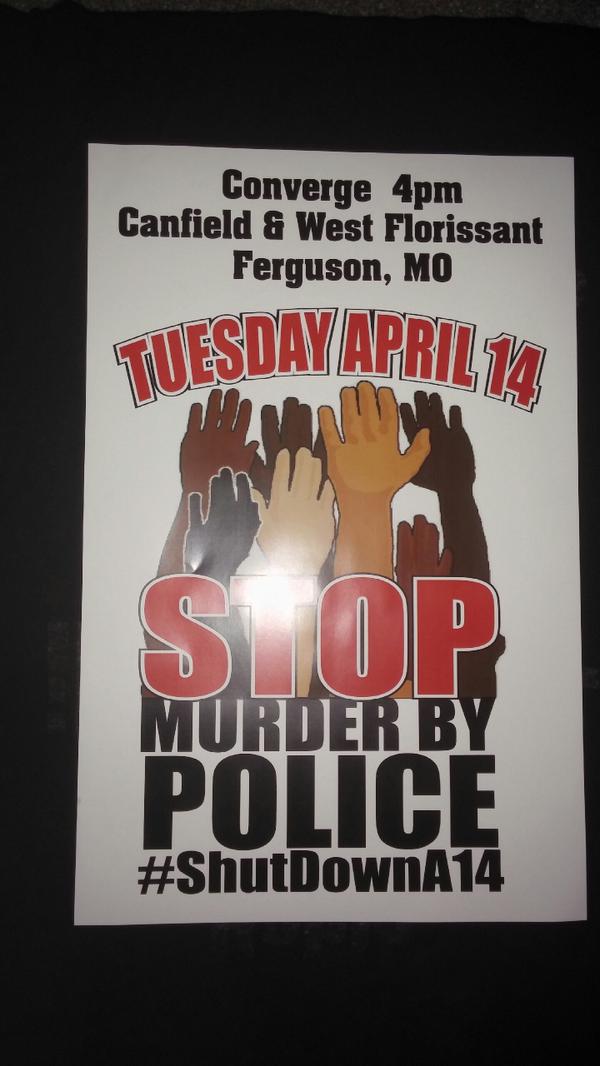 Converge 4pm
Canfield & West Florissant
Ferguson, MO
TUESDAY APRIL 14
STOP
MURDER BY
POLICE
#ShutDownA14